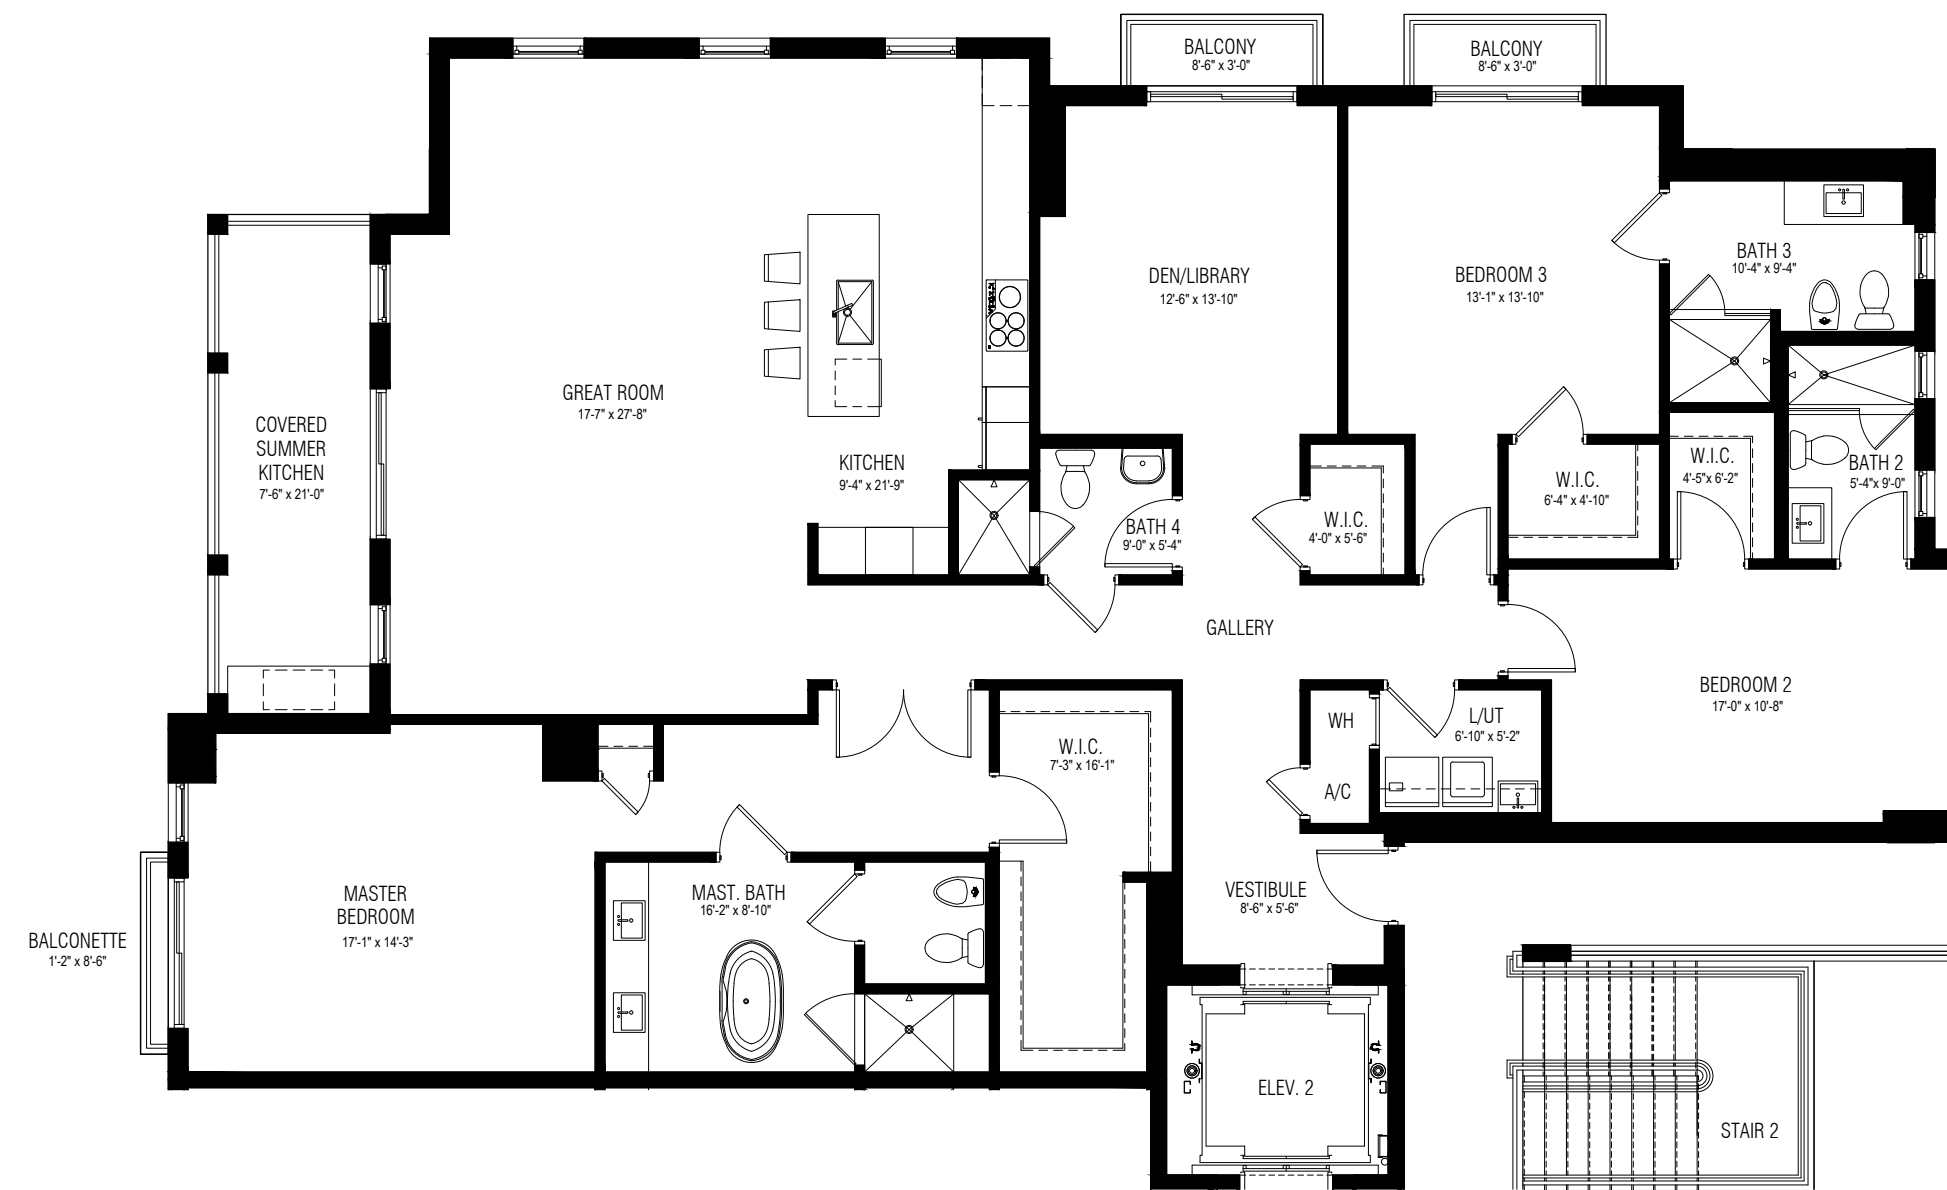 BALCONY
8'-6" x 3'-0"
BALCONY
8'-6" x 3'-0"
BATH 3
10'-4" x 9'-4"
DEN/LIBRARY
12'-6" x 13'-10"
BEDROOM 3
13'-1" x 13'-10"
GREAT ROOM
17'-7" x 27'-8"
COVERED
SUMMER
KITCHEN
7'-6" x 21'-0"
KITCHEN
9'-4" x 21'-9"
W.I.C.
4'-5"x 6'-2"
BATH 2
5'-4"x 9'-0"
W.I.C.
6'-4" x 4'-10"
BATH 4
9'-0" x 5'-4"
W.I.C.
4'-0" x 5'-6"
GALLERY
BEDROOM 2
17'-0" x 10'-8"
WH
L/UT
6'-10" x 5'-2"
W.I.C.
7'-3" x 16'-1"
A/C
MASTER
BEDROOM
17'-1" x 14'-3"
MAST. BATH
16'-2" x 8'-10"
VESTIBULE
8'-6" x 5'-6"
BALCONETTE
1'-2" x 8'-6"
ELEV. 2
STAIR 2